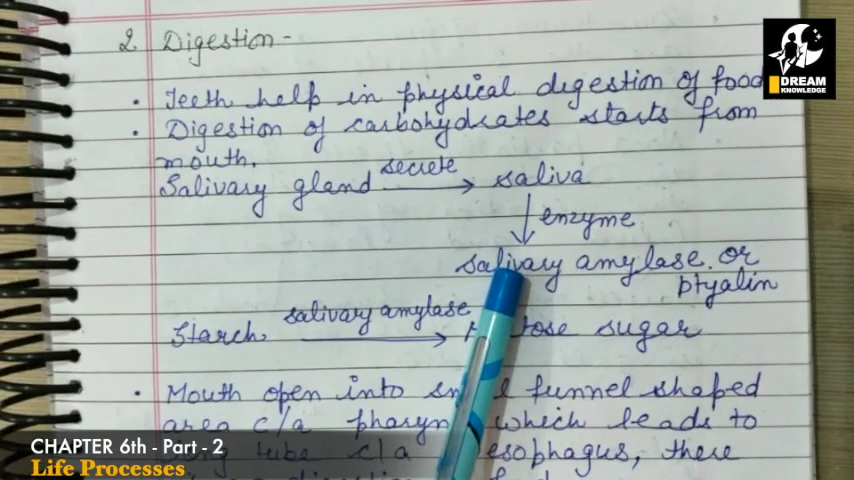 2. Digestion -
• Teeth help in physical digestion of food
• Digestion of carbohydrates starts from
mouth.
Salivary gland secrete → saliva
↓ enzyme
salivary amylase or
ptyalin
Starch salivary amylase → sugar
• Mouth open into funnel shaped
area c/a which leads to
tube c/a esophagus, there
DREAM
KNOWLEDGE
CHAPTER 6th - Part - 2
Life Processes